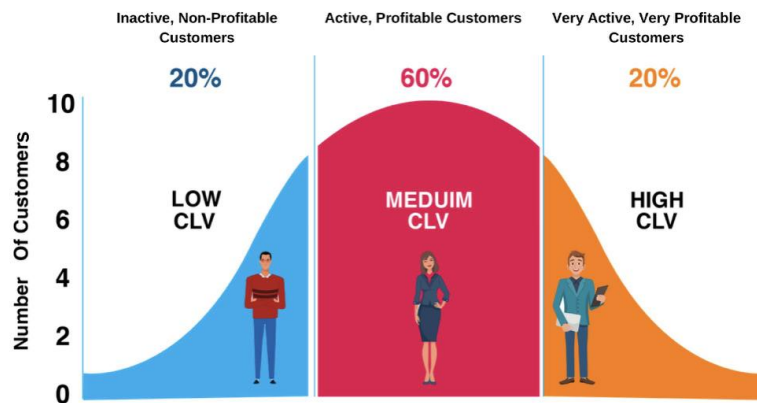 Inactive, Non-Profitable
Customers
Active, Profitable Customers
Very Active, Very Profitable
Customers
20%
60%
20%
Number Of Customers
10
8
6
4
2
0
LOW
CLV
MEDUIM
CLV
HIGH
CLV